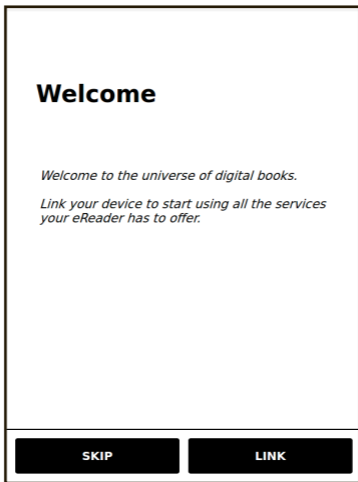 Welcome
Welcome to the universe of digital books.
Link your device to start using all the services
your eReader has to offer.
SKIP
LINK